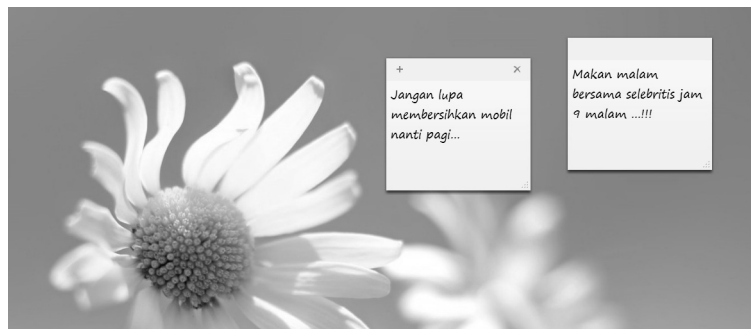 Jangan lupa
membersihkan mobil
nanti pagi...
Makan malam
bersama selebritis jam
9 malam ...!!!